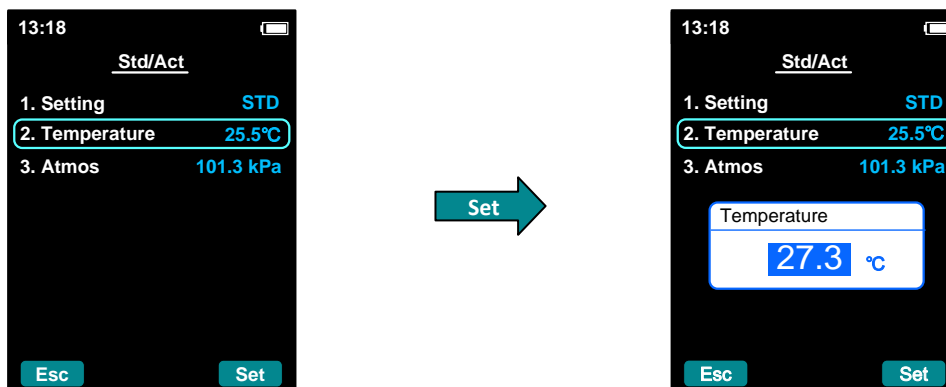 13:18
Std/Act
1. Setting STD
2. Temperature 25.5℃
3. Atmos 101.3 kPa
Esc Set
Set
13:18
Std/Act
1. Setting STD
2. Temperature 25.5℃
3. Atmos 101.3 kPa
Temperature
27.3 ℃
Esc Set